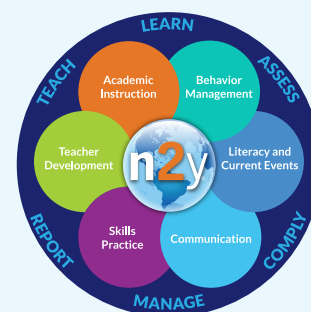 LEARN
TEACH
ASSESS
Academic
Instruction
Behavior
Management
Teacher
Development
n2y
Literacy and
Current Events
Skills
Practice
Communication
REPORT
COMPLY
MANAGE